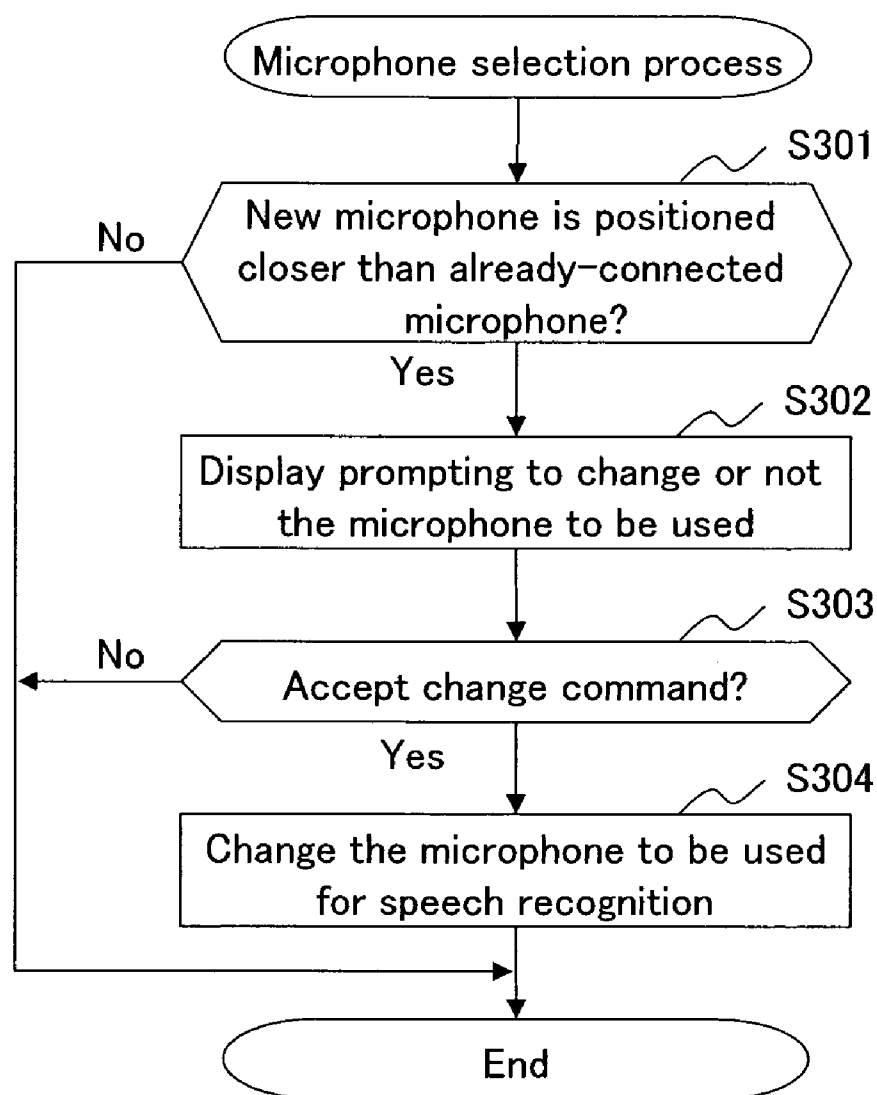 Microphone selection process
S301
New microphone is positioned
closer than already-connected
microphone?
No
Yes
S302
Display prompting to change or not
the microphone to be used
S303
No
Accept change command?
Yes
S304
Change the microphone to be used
for speech recognition
End